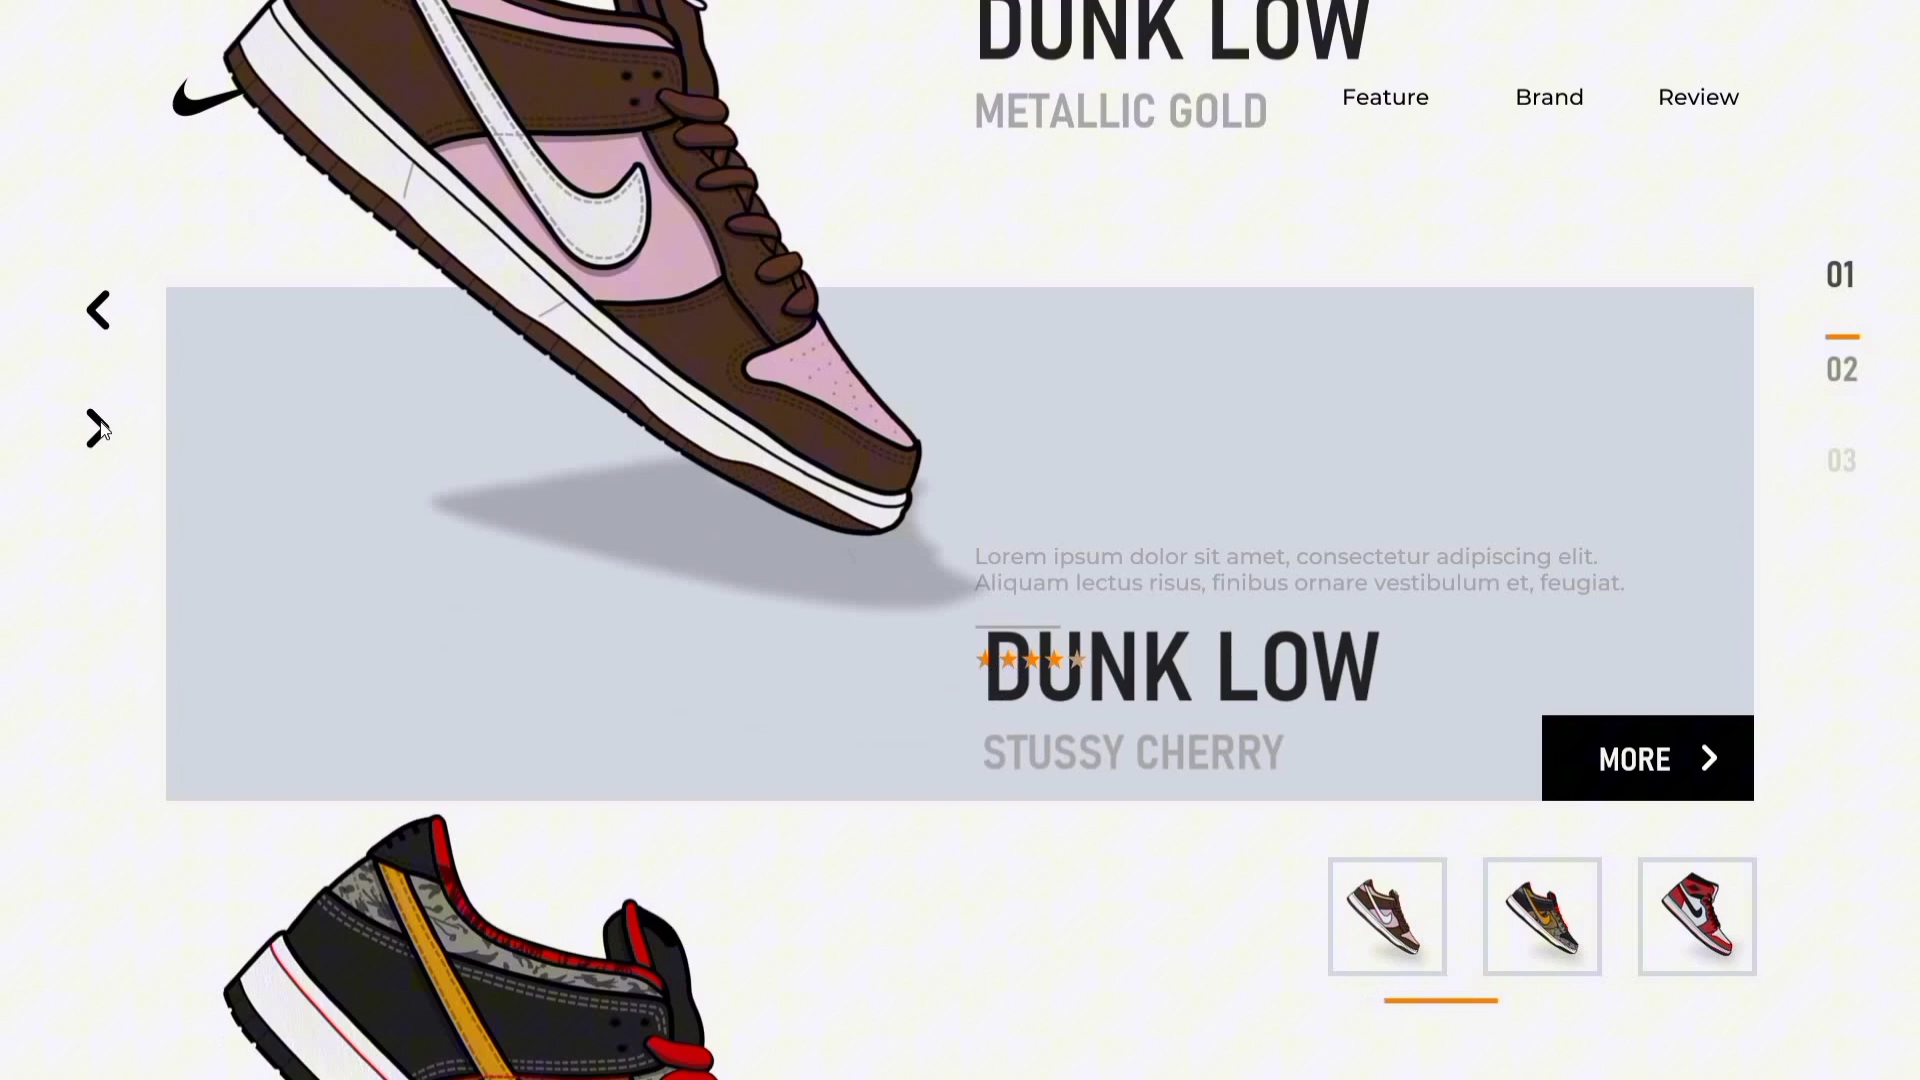 DUNK LOW
METALLIC GOLD
Feature
Brand
Review
01
02
03
Lorem ipsum dolor sit amet, consectetur adipiscing elit.
Aliquam lectus risus, finibus ornare vestibulum et, feugiat.
DUNK LOW
STUSSY CHERRY
MORE